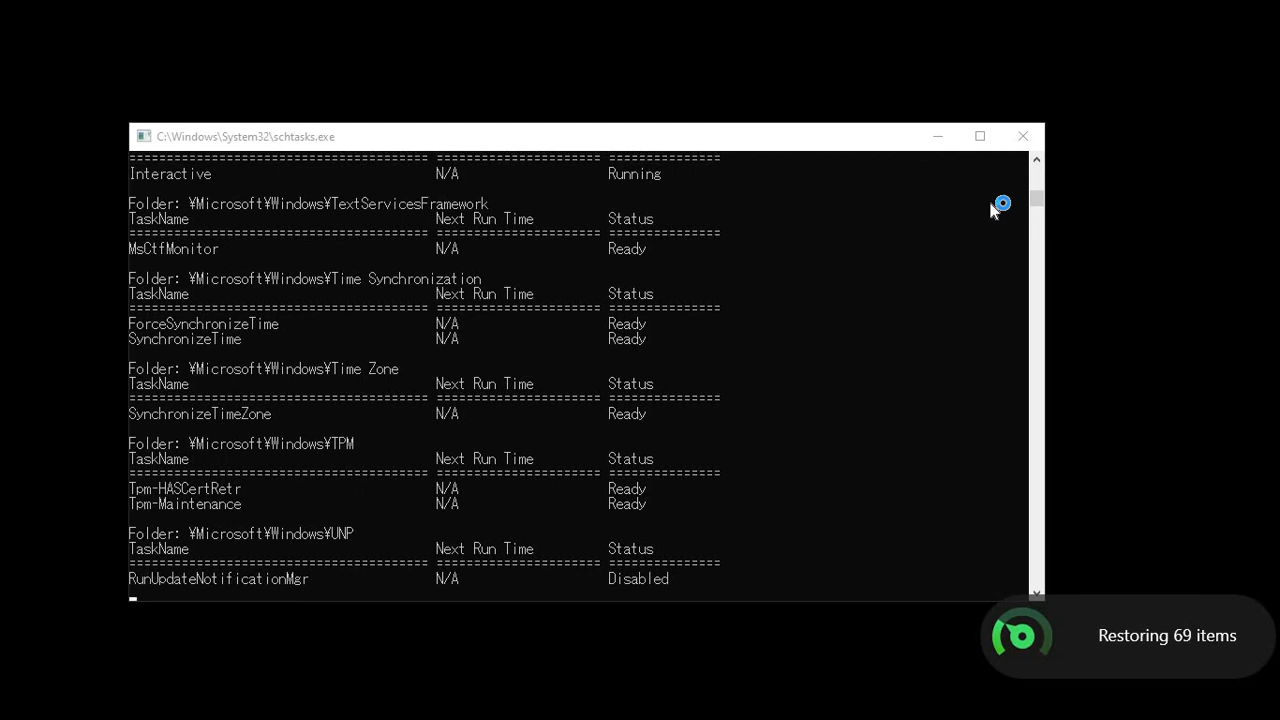 C:\Windows\System32\schtasks.exe
======================================== ====================== ===============
Interactive N/A Running
Folder: ¥Microsoft¥Windows¥TextServicesFramework
TaskName Next Run Time Status
======================================== ====================== ===============
MsCtfMonitor N/A Ready
Folder: ¥Microsoft¥Windows¥Time Synchronization
TaskName Next Run Time Status
======================================== ====================== ===============
ForceSynchronizeTime N/A Ready
SynchronizeTime N/A Ready
Folder: ¥Microsoft¥Windows¥Time Zone
TaskName Next Run Time Status
======================================== ====================== ===============
SynchronizeTimeZone N/A Ready
Folder: ¥Microsoft¥Windows¥TPM
TaskName Next Run Time Status
======================================== ====================== ===============
Tpm-HASCertRetr N/A Ready
Tpm-Maintenance N/A Ready
Folder: ¥Microsoft¥Windows¥UNP
TaskName Next Run Time Status
======================================== ====================== ===============
RunUpdateNotificationMgr N/A Disabled
Restoring 69 items